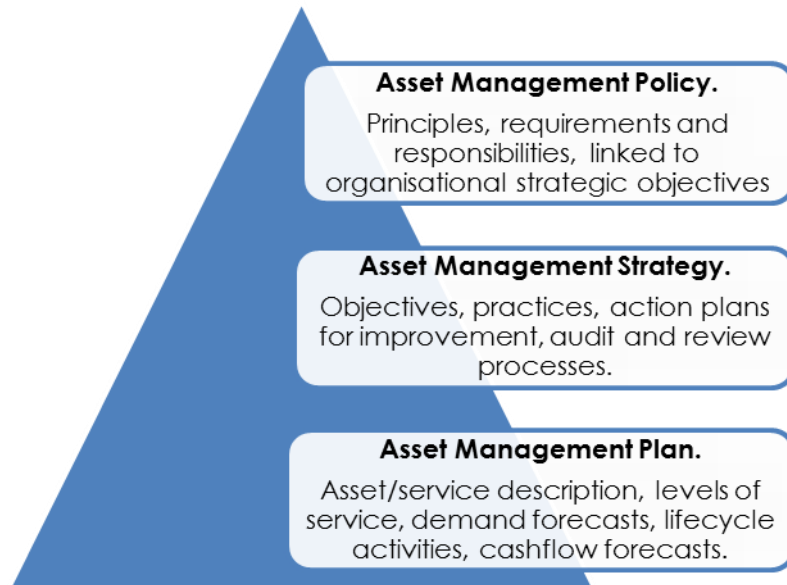 Asset Management Policy.
Principles, requirements and
responsibilities, linked to
organisational strategic objectives
Asset Management Strategy.
Objectives, practices, action plans
for improvement, audit and review
processes.
Asset Management Plan.
Asset/service description, levels of
service, demand forecasts, lifecycle
activities, cashflow forecasts.